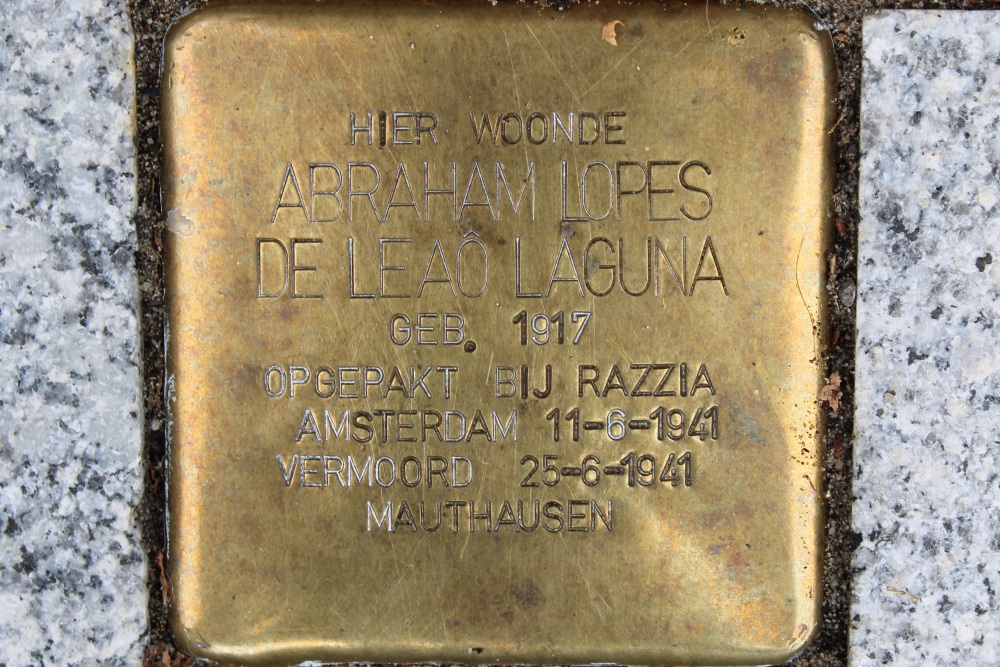 HIER WOONDE
ABRAHAM LOPES
DE LEAÔ LAGUNA
GEB. 1917
OPGEPAKT BIJ RAZZIA
AMSTERDAM 11-6-1941
VERMOORD 25-6-1941
MAUTHAUSEN